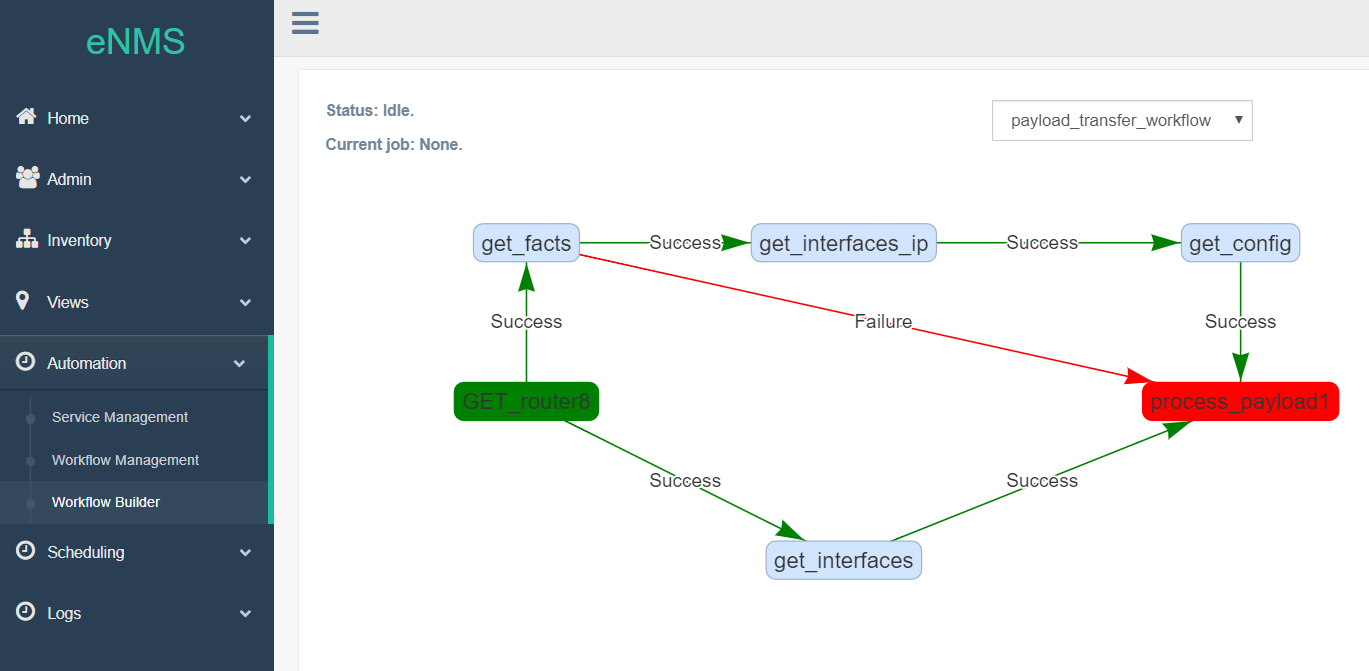 eNMS
Home
Admin
Inventory
Views
Automation
Service Management
Workflow Management
Workflow Builder
Scheduling
Logs
Status: Idle.
Current job: None.
payload_transfer_workflow
get_facts
Success
get_interfaces_ip
Success
get_config
Success
Failure
Success
GET_router8
process_payload1
Success
Success
get_interfaces